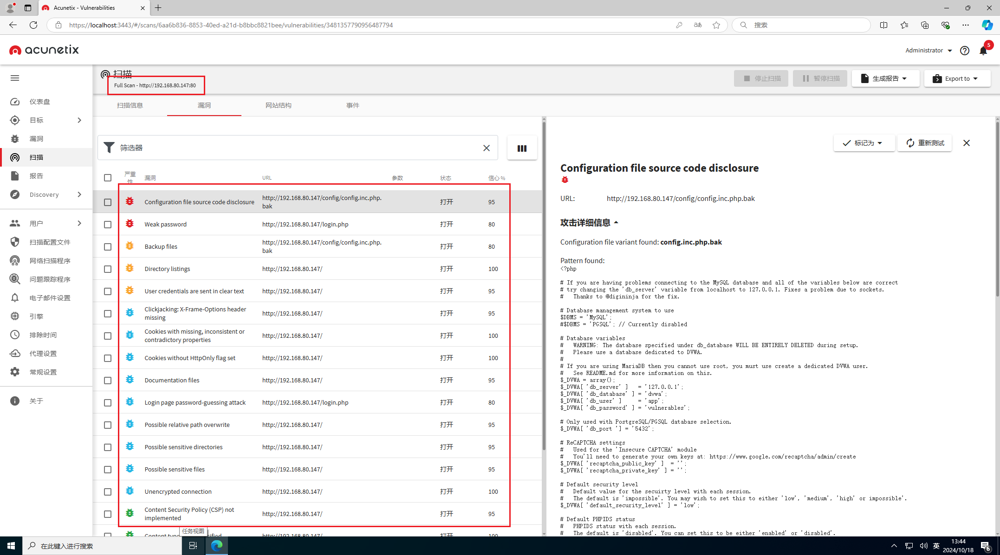 Acunetix - Vulnerabilities
https://localhost:3443/#/scans/6aa6b836-8853-40ed-a21d-b8bbc8821bee/vulnerabilities/3481357790956487794
搜索
acunetix
Administrator
5
扫描
Full Scan - http://192.168.80.147:80
停止扫描
暂停扫描
生成报告
Export to
仪表盘
目标
漏洞
扫描
报告
Discovery
用户
扫描配置文件
网络扫描程序
问题跟踪程序
电子邮件设置
引擎
排除时间
代理设置
常规设置
关于
扫描信息
漏洞
网站结构
事件
筛选器
严重性 漏洞 URL 参数 状态 信心 %
Configuration file source code disclosure http://192.168.80.147/config/config.inc.php.bak 打开 95
Weak password http://192.168.80.147/login.php 打开 80
Backup files http://192.168.80.147/config/config.inc.php.bak 打开 80
Directory listings http://192.168.80.147/ 打开 100
User credentials are sent in clear text http://192.168.80.147/ 打开 95
Clickjacking: X-Frame-Options header missing http://192.168.80.147/ 打开 95
Cookies with missing, inconsistent or contradictory properties http://192.168.80.147/ 打开 100
Cookies without HttpOnly flag set http://192.168.80.147/ 打开 100
Documentation files http://192.168.80.147/ 打开 95
Login page password-guessing attack http://192.168.80.147/login.php 打开 80
Possible relative path overwrite http://192.168.80.147/ 打开 95
Possible sensitive directories http://192.168.80.147/ 打开 95
Possible sensitive files http://192.168.80.147/ 打开 95
Unencrypted connection http://192.168.80.147/ 打开 100
Content Security Policy (CSP) not implemented http://192.168.80.147/ 打开 95
Content type http://192.168.80.147/ 打开 100
任务视图
标记为
重新测试
Configuration file source code disclosure
URL: http://192.168.80.147/config/config.inc.php.bak
攻击详细信息
Configuration file variant found: config.inc.php.bak
Pattern found:
<?php
# If you are having problems connecting to the MySQL database and all of the variables below are correct
# try changing the 'db_server' variable from localhost to 127.0.0.1. Fixes a problem due to sockets.
#   Thanks to @digininja for the fix.
# Database management system to use
$DBMS = 'MySQL';
#$DBMS = 'PGSQL'; // Currently disabled
# Database variables
#   WARNING: The database specified under db_database WILL BE ENTIRELY DELETED during setup.
#   Please use a database dedicated to DVWA.
#
# If you are using MariaDB then you cannot use root, you must use create a dedicated DVWA user.
#   See README.md for more information on this.
$_DVWA = array();
$_DVWA[ 'db_server' ]   = '127.0.0.1';
$_DVWA[ 'db_database' ] = 'dvwa';
$_DVWA[ 'db_user' ]     = 'app';
$_DVWA[ 'db_password' ] = 'vulnerables';
# Only used with PostgreSQL/PGSQL database selection.
$_DVWA[ 'db_port '] = '5432';
# ReCAPTCHA settings
#   Used for the 'Insecure CAPTCHA' module
#   You'll need to generate your own keys at: https://www.google.com/recaptcha/admin/create
$_DVWA[ 'recaptcha_public_key' ]  = '';
$_DVWA[ 'recaptcha_private_key' ] = '';
# Default security level
#   Default value for the secuirty level with each session.
#   The default is 'impossible'. You may wish to set this to either 'low', 'medium', 'high' or impossible'.
$_DVWA[ 'default_security_level' ] = 'low';
# Default PHPIDS status
#   PHPIDS status with each session.
#   The default is 'disabled'. You can set this to be either 'enabled' or 'disabled'.
在此键入进行搜索
英
13:44
2024/10/18
6